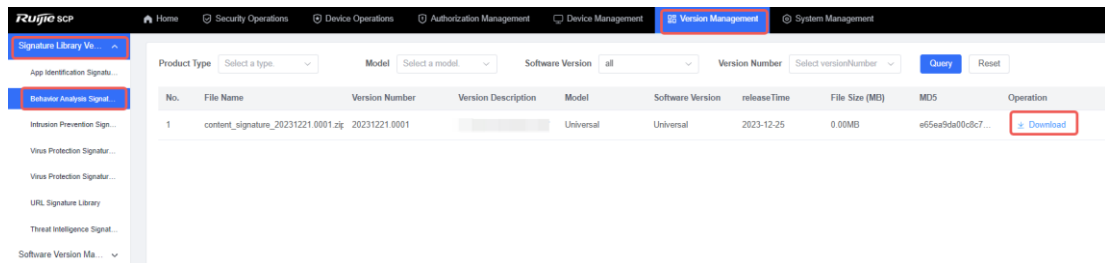 Ruijie SCP Home Security Operations Device Operations Authorization Management Device Management Version Management System Management
Signature Library Ve...
App Identification Signatu...
Behavior Analysis Signat...
Intrusion Prevention Sign...
Virus Protection Signatur...
Virus Protection Signatur...
URL Signature Library
Threat Intelligence Signat...
Software Version Ma...
Product Type Select a type. Model Select a model. Software Version all Version Number Select versionNumber Query Reset
No. File Name Version Number Version Description Model Software Version releaseTime File Size (MB) MD5 Operation
1 content_signature_20231221.0001.zip 20231221.0001 Universal Universal 2023-12-25 0.00MB e65ea9da00c8c7... Download